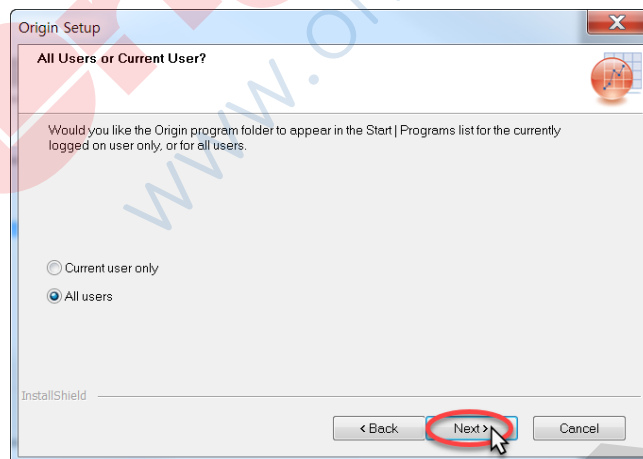 Origin Setup
All Users or Current User?
Would you like the Origin program folder to appear in the Start | Programs list for the currently
logged on user only, or for all users.
Current user only
All users
InstallShield
< Back
Next >
Cancel
www.o